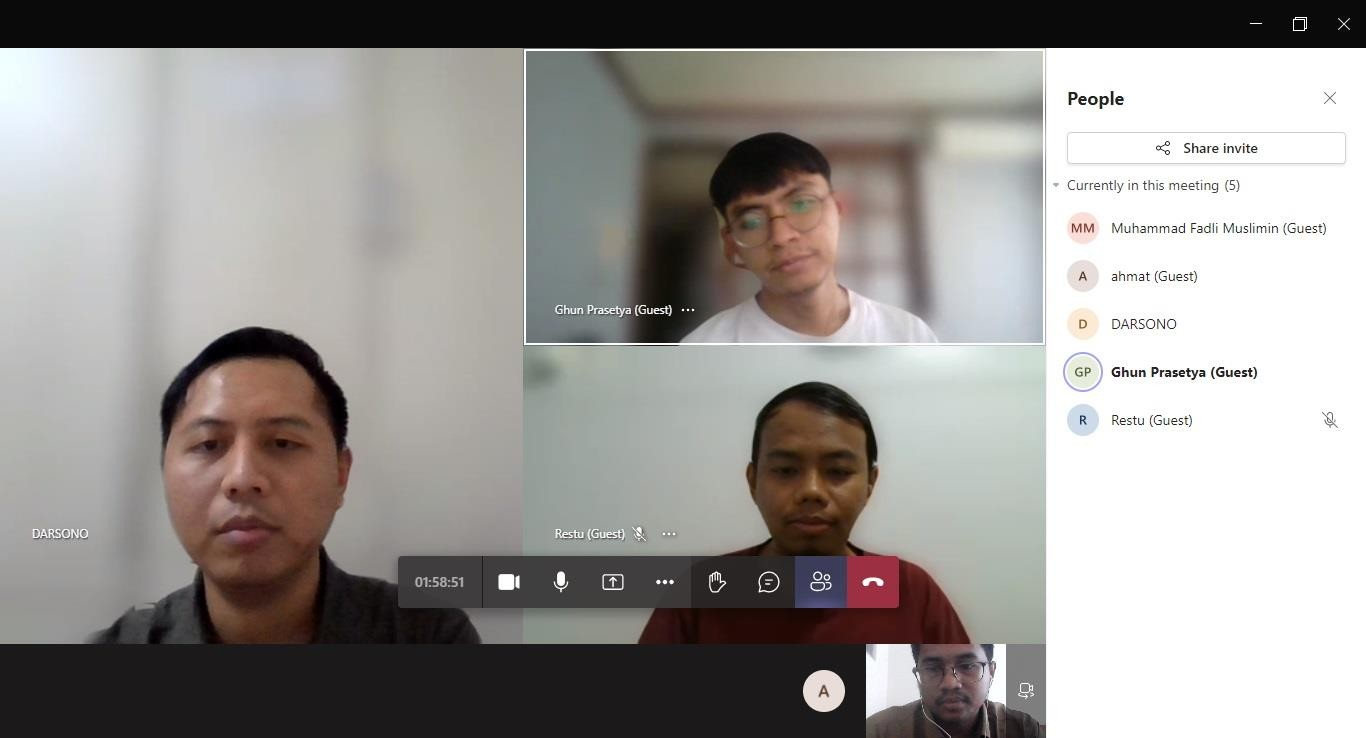 People
Share invite
Currently in this meeting (5)
MM Muhammad Fadli Muslimin (Guest)
A ahmat (Guest)
D DARSONO
GP Ghun Prasetya (Guest)
R Restu (Guest)
Ghun Prasetya (Guest)
DARSONO
Restu (Guest)
01:58:51
A